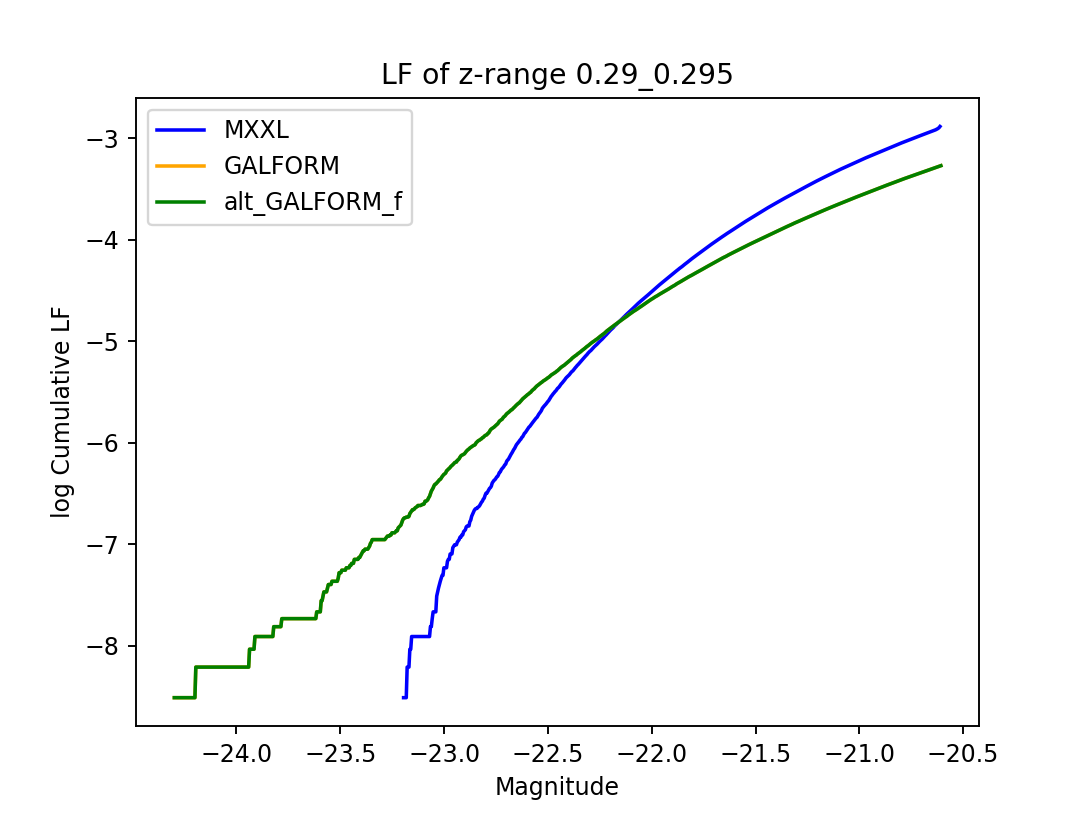 LF of z-range 0.29_0.295
MXXL
GALFORM
alt_GALFORM_f
log Cumulative LF
−3
−4
−5
−6
−7
−8
−24.0 −23.5 −23.0 −22.5 −22.0 −21.5 −21.0 −20.5
Magnitude